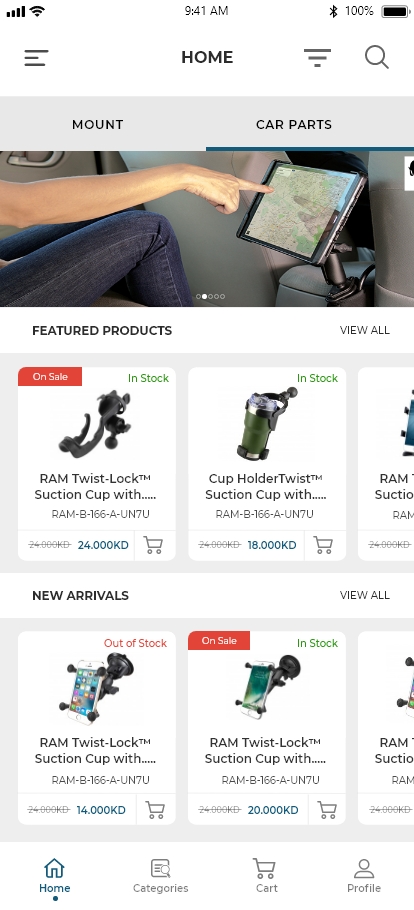 9:41 AM
100%
HOME
MOUNT
CAR PARTS
FEATURED PRODUCTS
VIEW ALL
On Sale
In Stock
In Stock
RAM Twist-Lock™
Suction Cup with.....
RAM-B-166-A-UN7U
24.000KD
24.000KD
Cup HolderTwist™
Suction Cup with.....
RAM-B-166-A-UN7U
24.000KD
18.000KD
RAM T
Suctio
RAM
24.000KD
NEW ARRIVALS
VIEW ALL
Out of Stock
On Sale
In Stock
RAM Twist-Lock™
Suction Cup with.....
RAM-B-166-A-UN7U
24.000KD
14.000KD
RAM Twist-Lock™
Suction Cup with.....
RAM-B-166-A-UN7U
24.000KD
20.000KD
RAM T
Suctio
RAM
24.000KD
Home
Categories
Cart
Profile